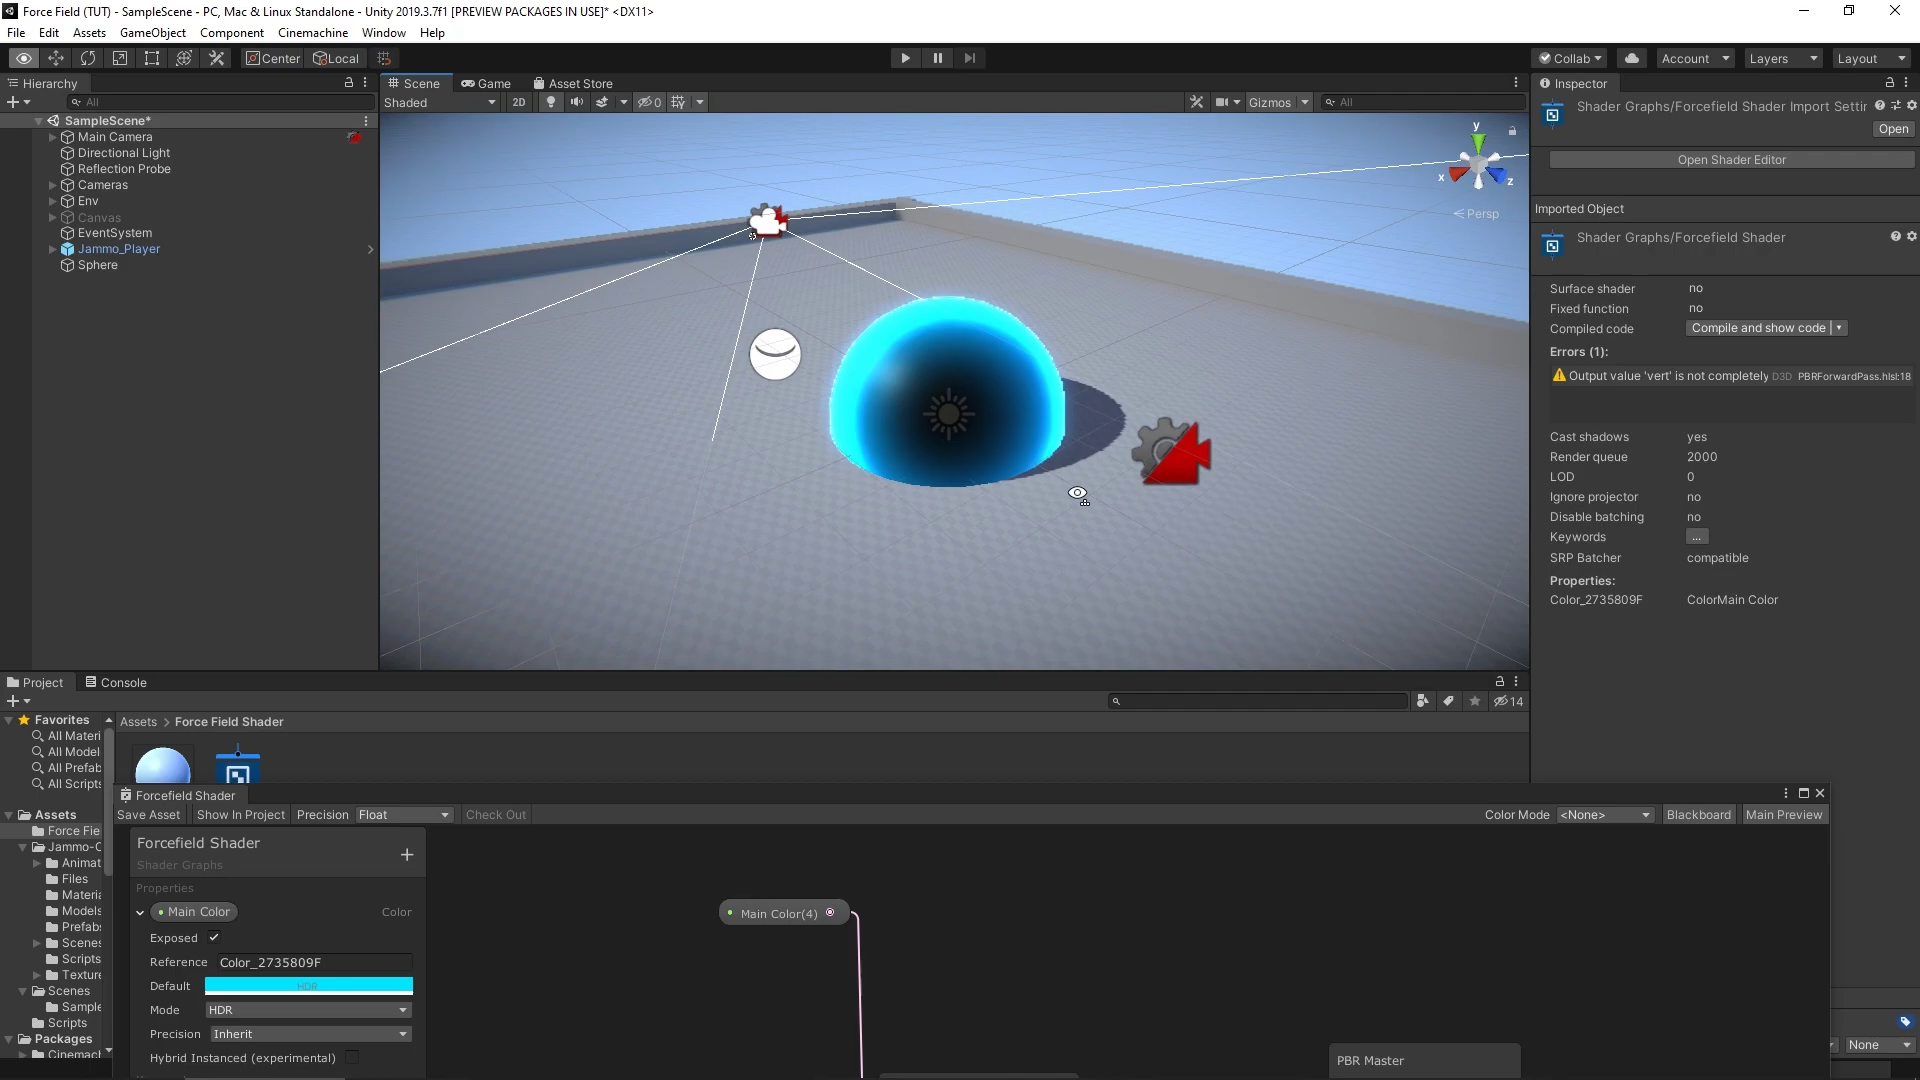 Force Field (TUT) - SampleScene - PC, Mac & Linux Standalone - Unity 2019.3.7f1 [PREVIEW PACKAGES IN USE]* <DX11>
File Edit Assets GameObject Component Cinemachine Window Help
Center Local Collab Account Layers Layout
Hierarchy
All
SampleScene*
Main Camera
Directional Light
Reflection Probe
Cameras
Env
Canvas
EventSystem
Jammo_Player
Sphere
Scene Game Asset Store
Shaded 2D 0 Gizmos All
y
x
z
Persp
Inspector
Shader Graphs/Forcefield Shader Import Settir
Open
Open Shader Editor
Imported Object
Shader Graphs/Forcefield Shader
Surface shader no
Fixed function no
Compiled code Compile and show code
Errors (1):
Output value 'vert' is not completely D3D PBRForwardPass.hlsl:18
Cast shadows yes
Render queue 2000
LOD 0
Ignore projector no
Disable batching no
Keywords ...
SRP Batcher compatible
Properties:
Color_2735809F ColorMain Color
Project Console
14
Favorites
All Materi
All Model
All Prefab
All Scripts
Assets
Force Fie
Jammo-C
Animat
Files
Materia
Models
Prefabs
Scenes
Scripts
Texture
Scenes
Sample
Scripts
Packages
Cinemach
Assets > Force Field Shader
Forcefield Shader
Save Asset Show In Project Precision Float Check Out Color Mode <None> Blackboard Main Preview
Forcefield Shader
Shader Graphs
Properties
Main Color Color
Exposed
Reference Color_2735809F
Default HDR
Mode HDR
Precision Inherit
Hybrid Instanced (experimental)
Main Color(4)
PBR Master
None